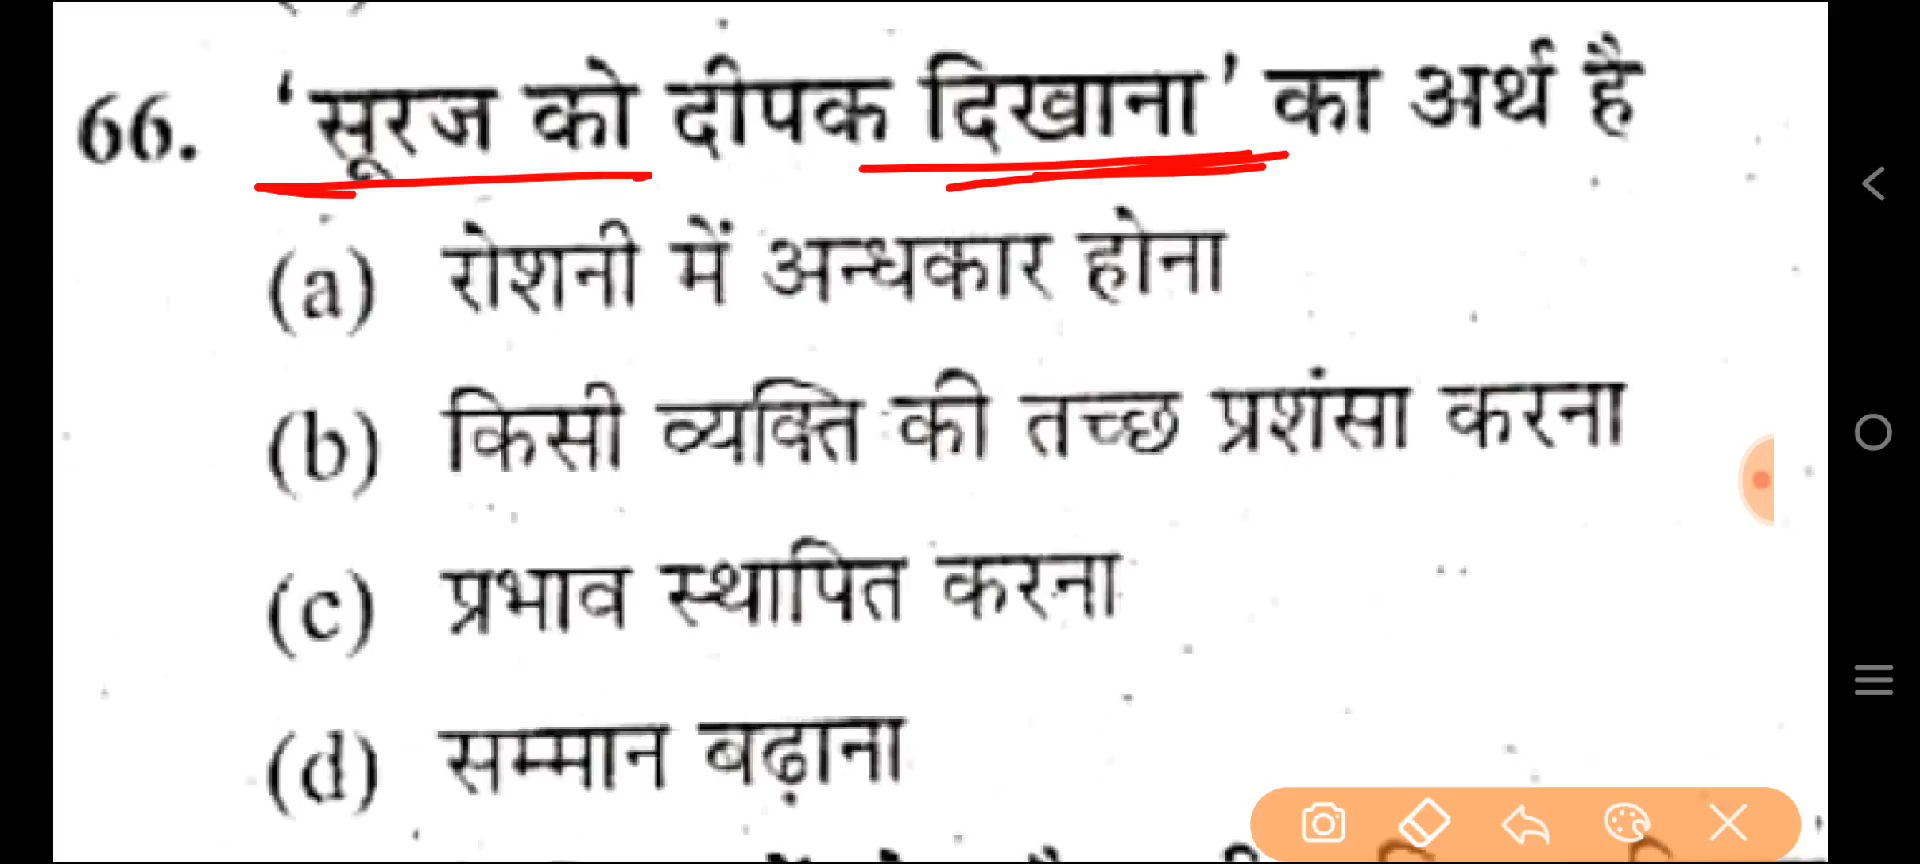 66. 'सूरज को दीपक दिखाना' का अर्थ है
(a) रोशनी में अन्धकार होना
(b) किसी व्यक्ति की तच्छ प्रशंसा करना
(c) प्रभाव स्थापित करना
(d) सम्मान बढ़ाना